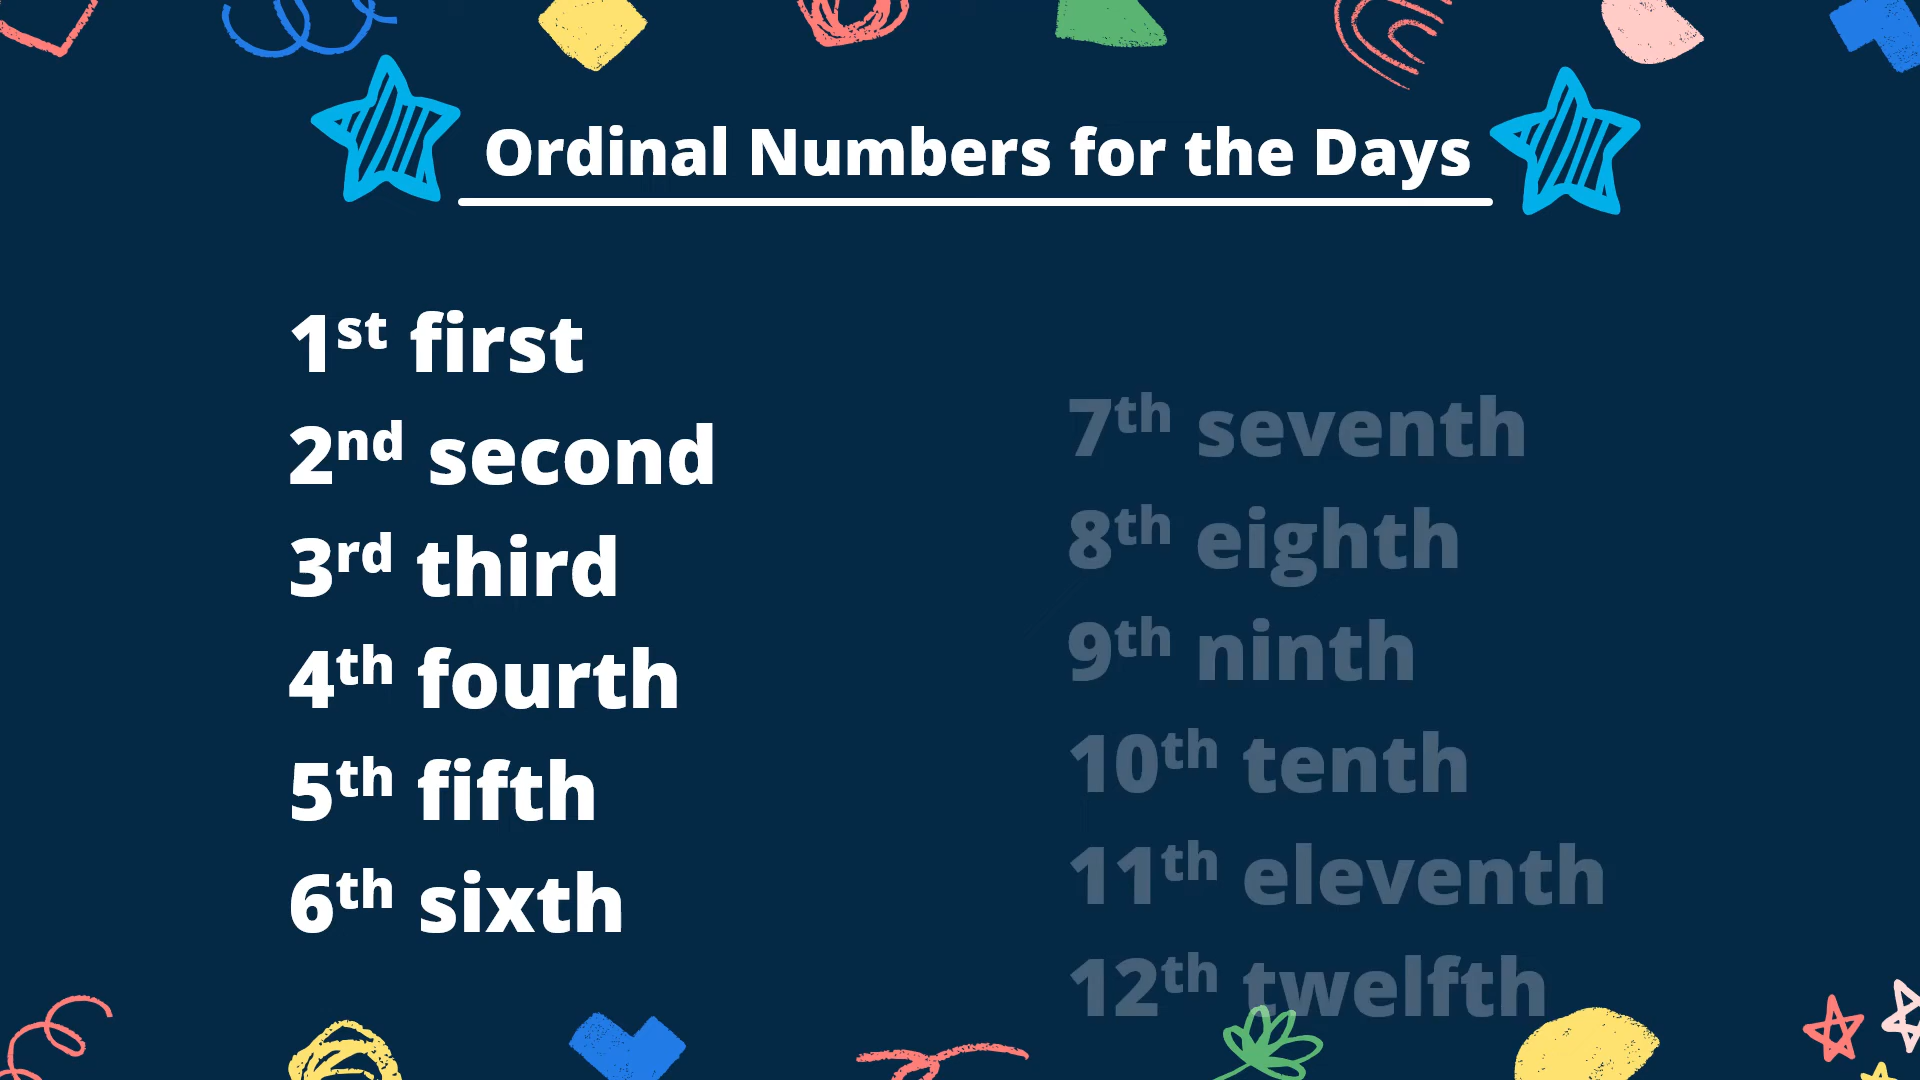 Ordinal Numbers for the Days
1st first
2nd second
3rd third
4th fourth
5th fifth
6th sixth
7th seventh
8th eighth
9th ninth
10th tenth
11th eleventh
12th twelfth